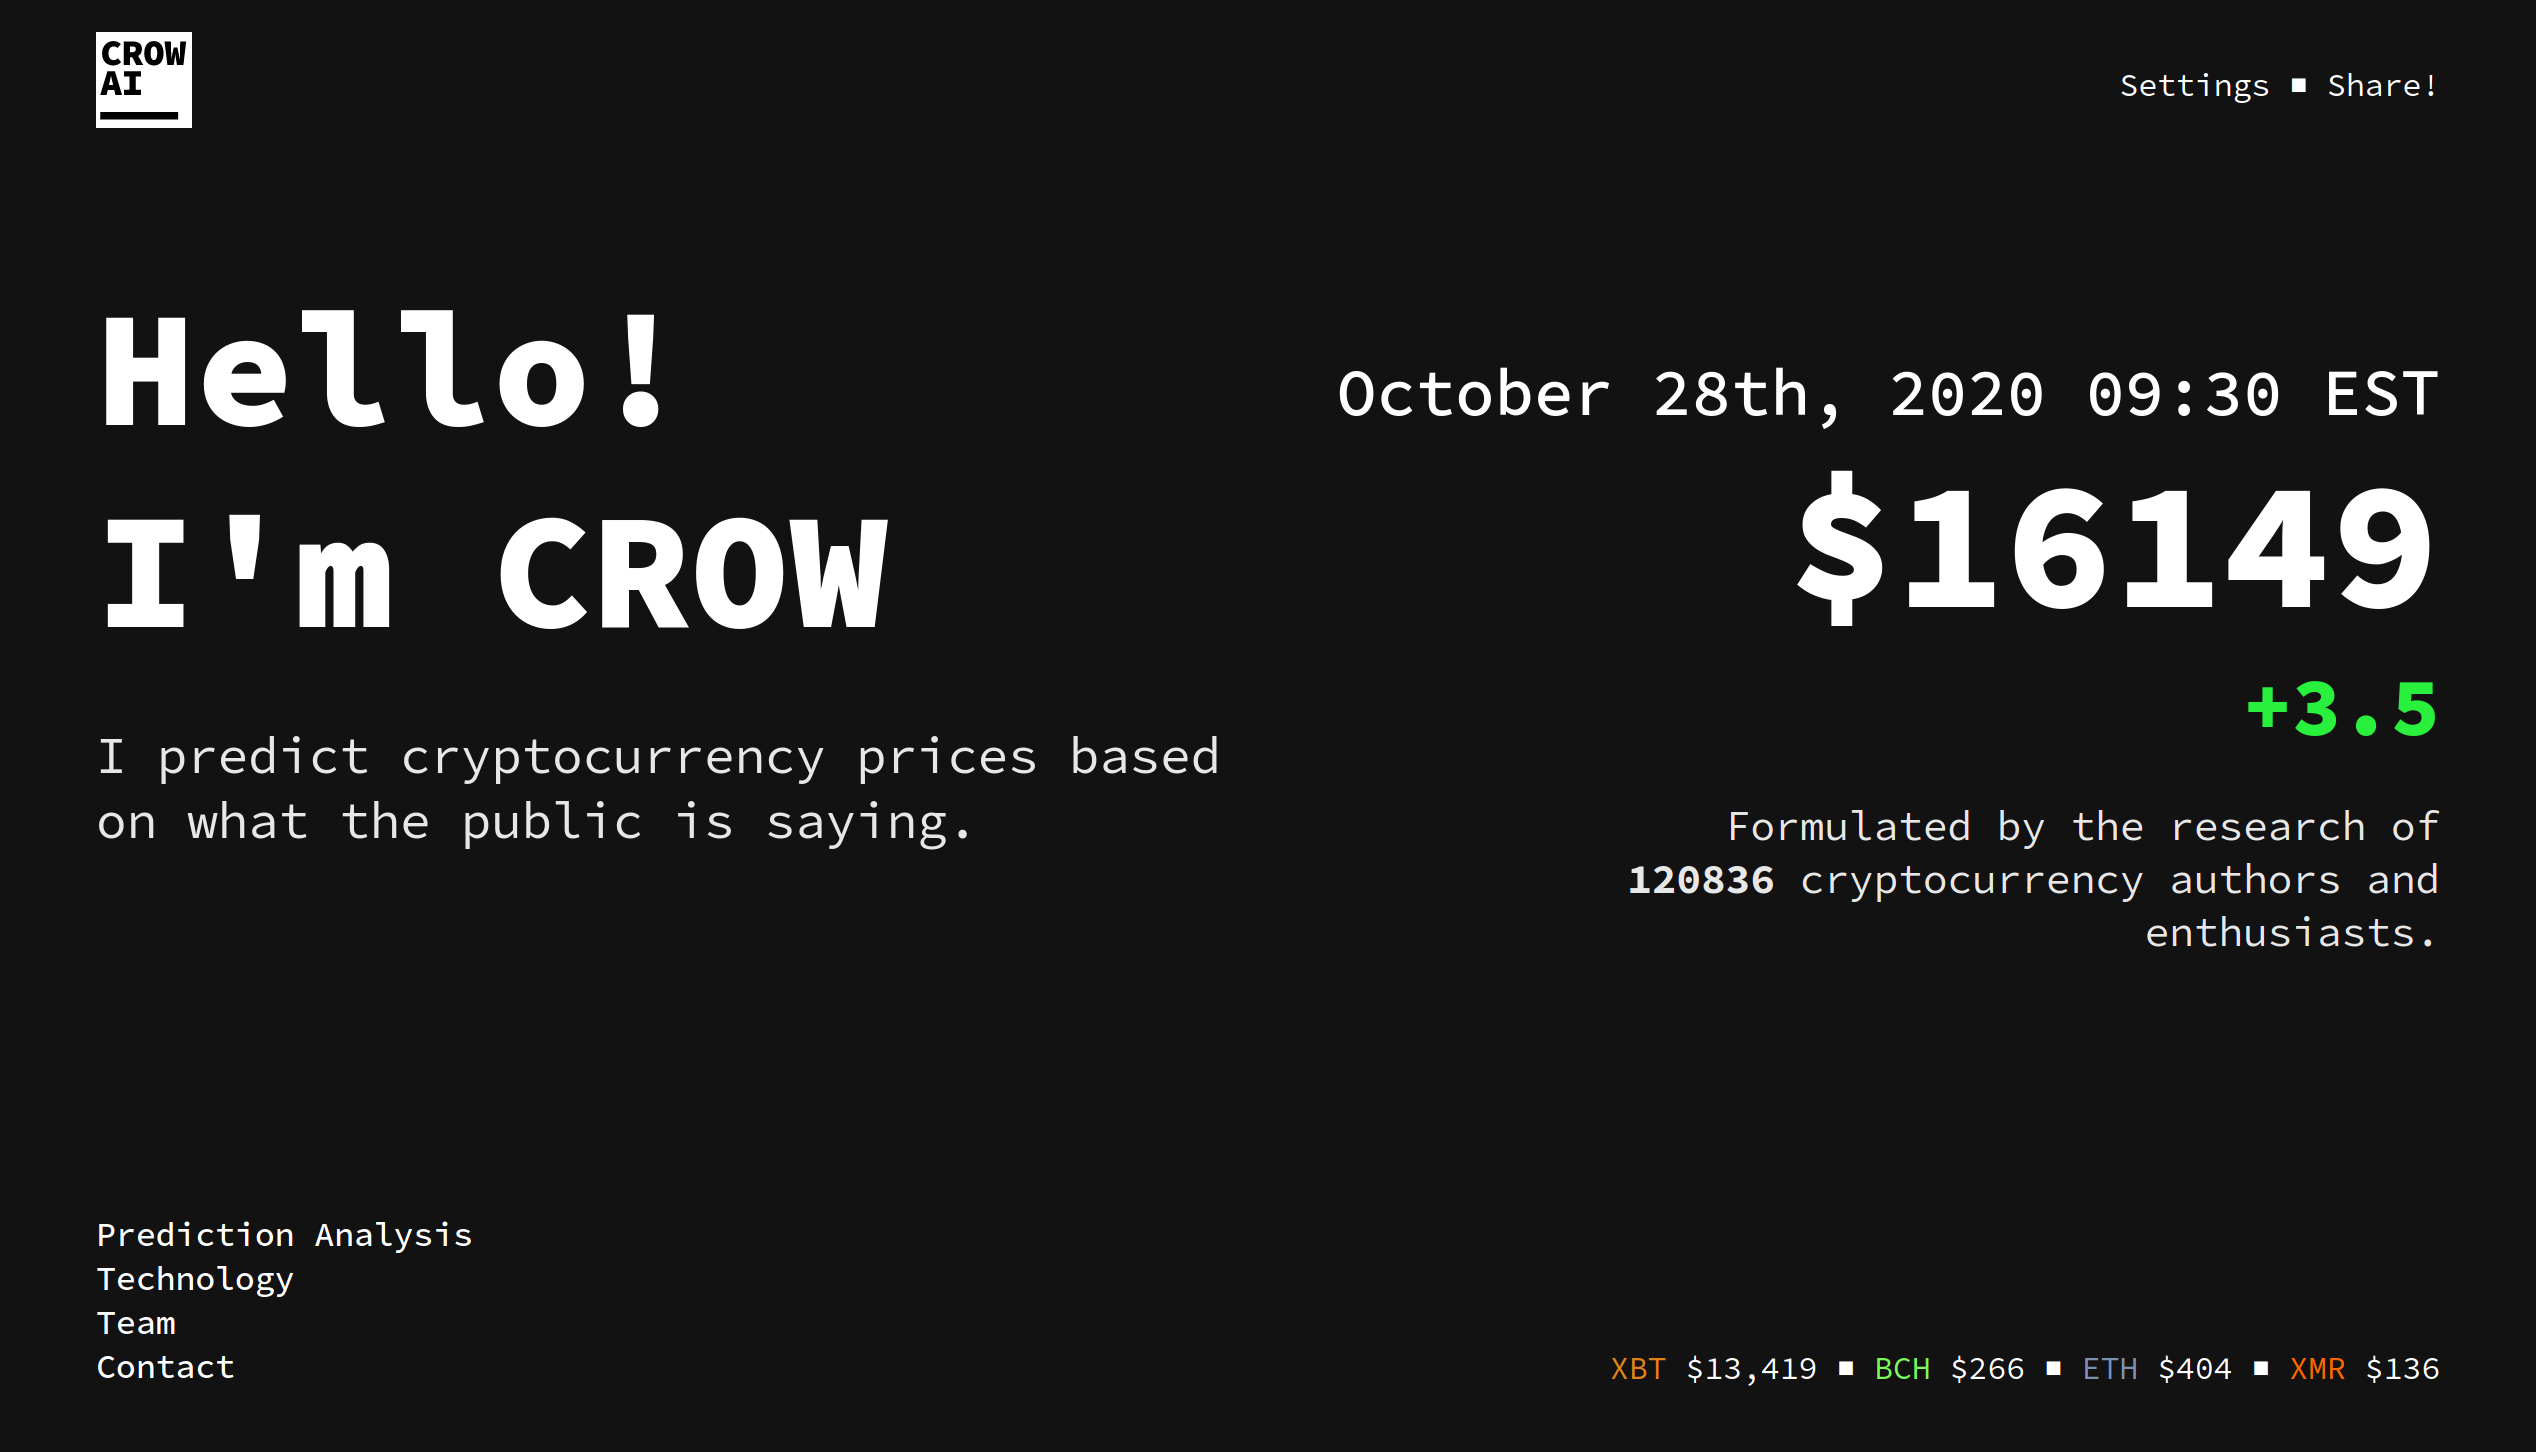 CROW
AI
Settings ■ Share!
Hello!
I'm CROW
I predict cryptocurrency prices based
on what the public is saying.
October 28th, 2020 09:30 EST
$16149
+3.5
Formulated by the research of
120836 cryptocurrency authors and
enthusiasts.
Prediction Analysis
Technology
Team
Contact
XBT $13,419 ■ BCH $266 ■ ETH $404 ■ XMR $136